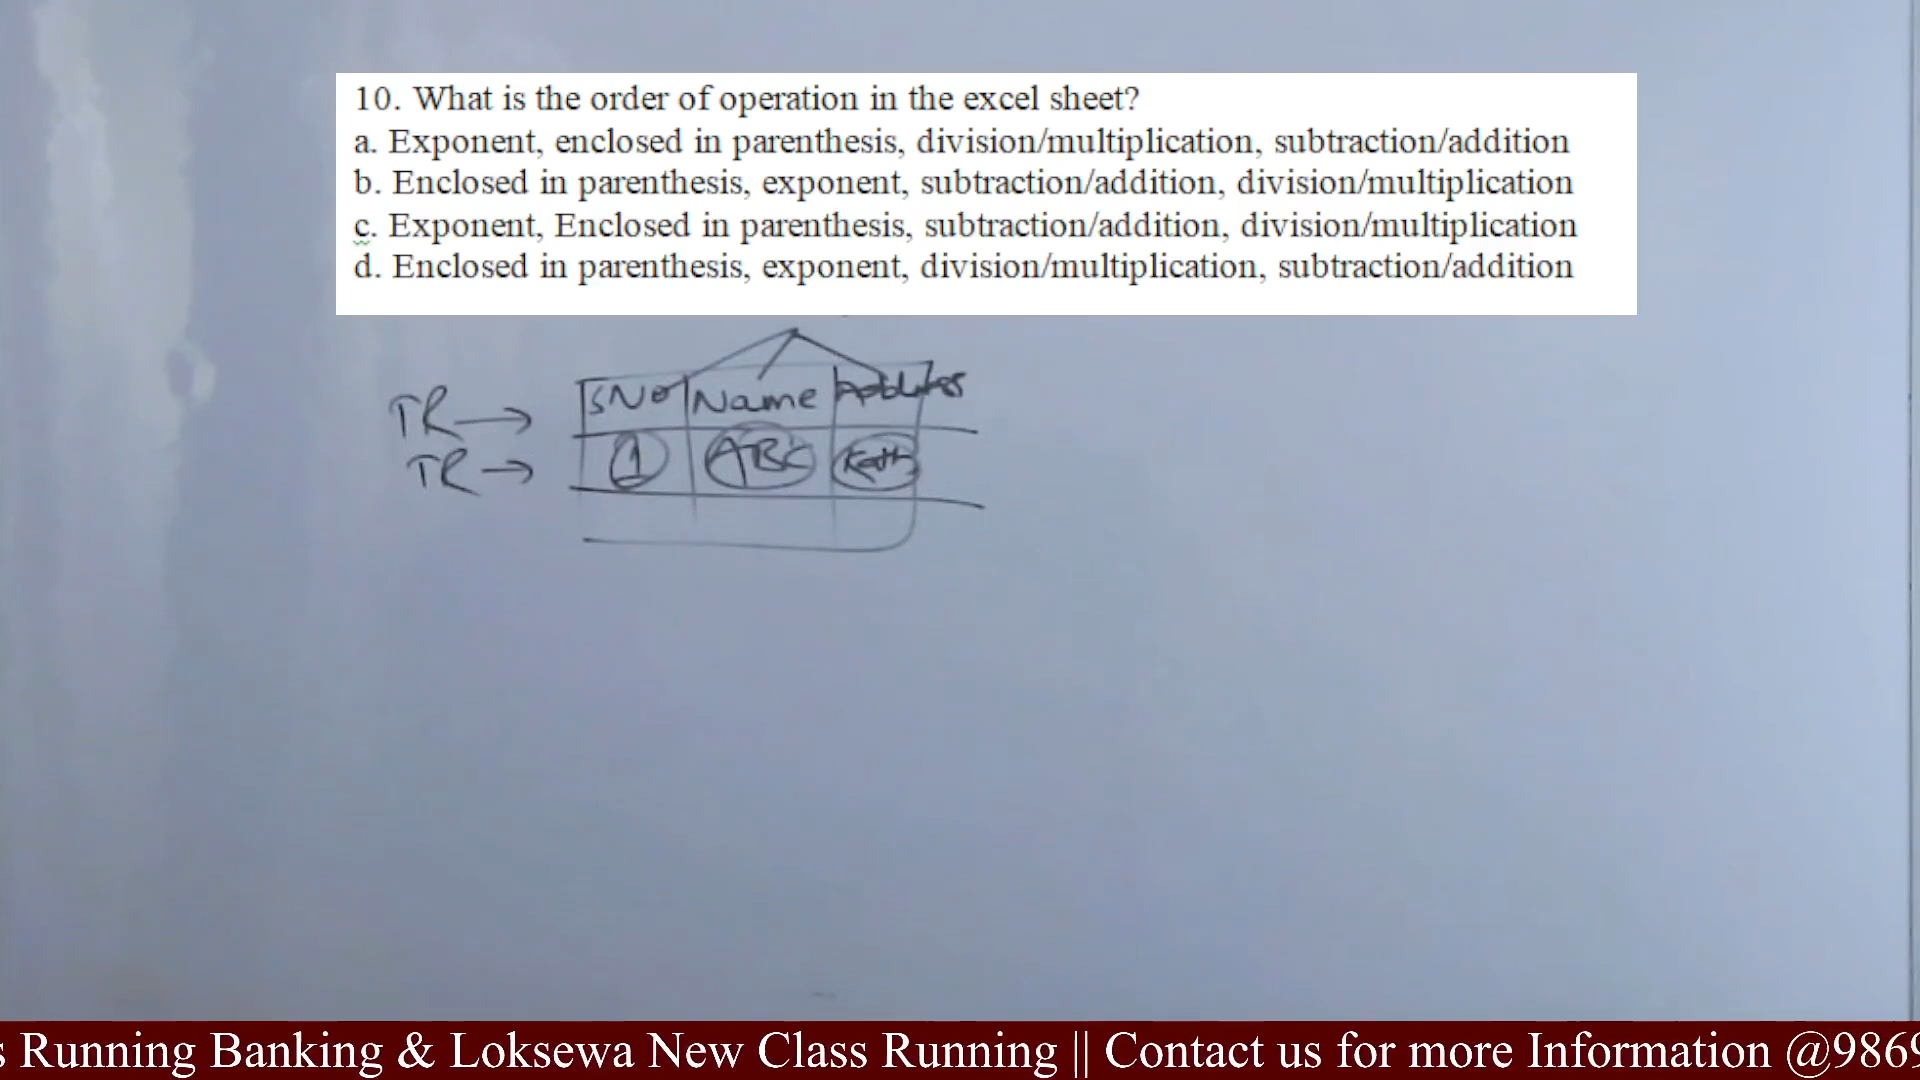 10. What is the order of operation in the excel sheet?
a. Exponent, enclosed in parenthesis, division/multiplication, subtraction/addition
b. Enclosed in parenthesis, exponent, subtraction/addition, division/multiplication
c. Exponent, Enclosed in parenthesis, subtraction/addition, division/multiplication
d. Enclosed in parenthesis, exponent, division/multiplication, subtraction/addition
TR → SNo Name Address
TR → 1 ABC Kath
s Running Banking & Loksewa New Class Running || Contact us for more Information @9869